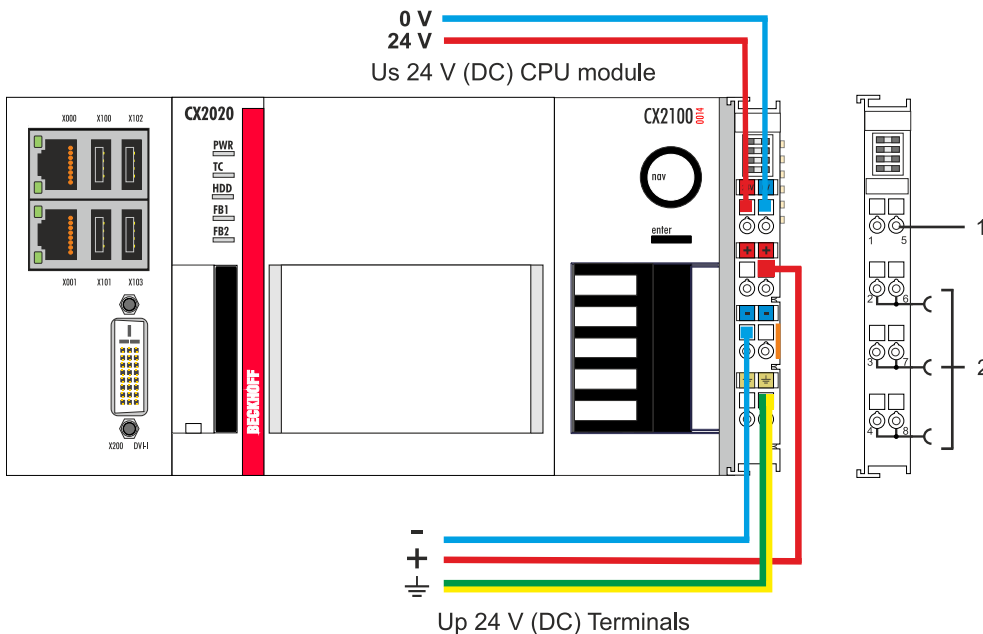 0 V
24 V
Us 24 V (DC) CPU module
X000 X100 X102
CX2020
CX2100 0014
PWR
TC
HDD
FB1
FB2
nav
enter
1 5
1
+ +
2 6
X001 X101 X103
- -
3 7
2
4 8
BECKHOFF
X200 DVI-I
-
+
Up 24 V (DC) Terminals